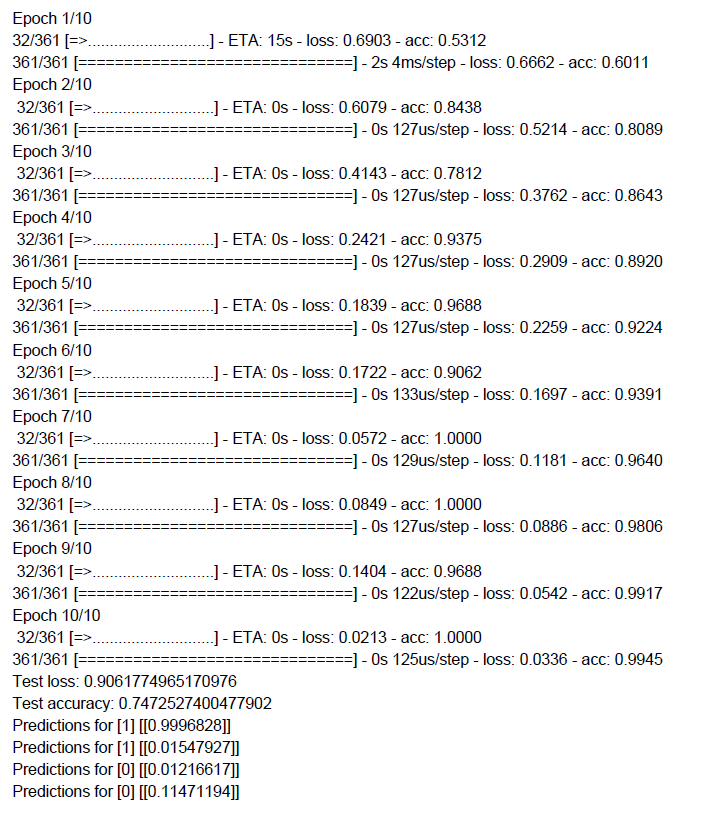 Epoch 1/10
32/361 [=>............................] - ETA: 15s - loss: 0.6903 - acc: 0.5312
361/361 [==============================] - 2s 4ms/step - loss: 0.6662 - acc: 0.6011
Epoch 2/10
32/361 [=>............................] - ETA: 0s - loss: 0.6079 - acc: 0.8438
361/361 [==============================] - 0s 127us/step - loss: 0.5214 - acc: 0.8089
Epoch 3/10
32/361 [=>............................] - ETA: 0s - loss: 0.4143 - acc: 0.7812
361/361 [==============================] - 0s 127us/step - loss: 0.3762 - acc: 0.8643
Epoch 4/10
32/361 [=>............................] - ETA: 0s - loss: 0.2421 - acc: 0.9375
361/361 [==============================] - 0s 127us/step - loss: 0.2909 - acc: 0.8920
Epoch 5/10
32/361 [=>............................] - ETA: 0s - loss: 0.1839 - acc: 0.9688
361/361 [==============================] - 0s 127us/step - loss: 0.2259 - acc: 0.9224
Epoch 6/10
32/361 [=>............................] - ETA: 0s - loss: 0.1722 - acc: 0.9062
361/361 [==============================] - 0s 133us/step - loss: 0.1697 - acc: 0.9391
Epoch 7/10
32/361 [=>............................] - ETA: 0s - loss: 0.0572 - acc: 1.0000
361/361 [==============================] - 0s 129us/step - loss: 0.1181 - acc: 0.9640
Epoch 8/10
32/361 [=>............................] - ETA: 0s - loss: 0.0849 - acc: 1.0000
361/361 [==============================] - 0s 127us/step - loss: 0.0886 - acc: 0.9806
Epoch 9/10
32/361 [=>............................] - ETA: 0s - loss: 0.1404 - acc: 0.9688
361/361 [==============================] - 0s 122us/step - loss: 0.0542 - acc: 0.9917
Epoch 10/10
32/361 [=>............................] - ETA: 0s - loss: 0.0213 - acc: 1.0000
361/361 [==============================] - 0s 125us/step - loss: 0.0336 - acc: 0.9945
Test loss: 0.9061774965170976
Test accuracy: 0.7472527400477902
Predictions for [1] [[0.9996828]]
Predictions for [1] [[0.01547927]]
Predictions for [0] [[0.01216617]]
Predictions for [0] [[0.11471194]]